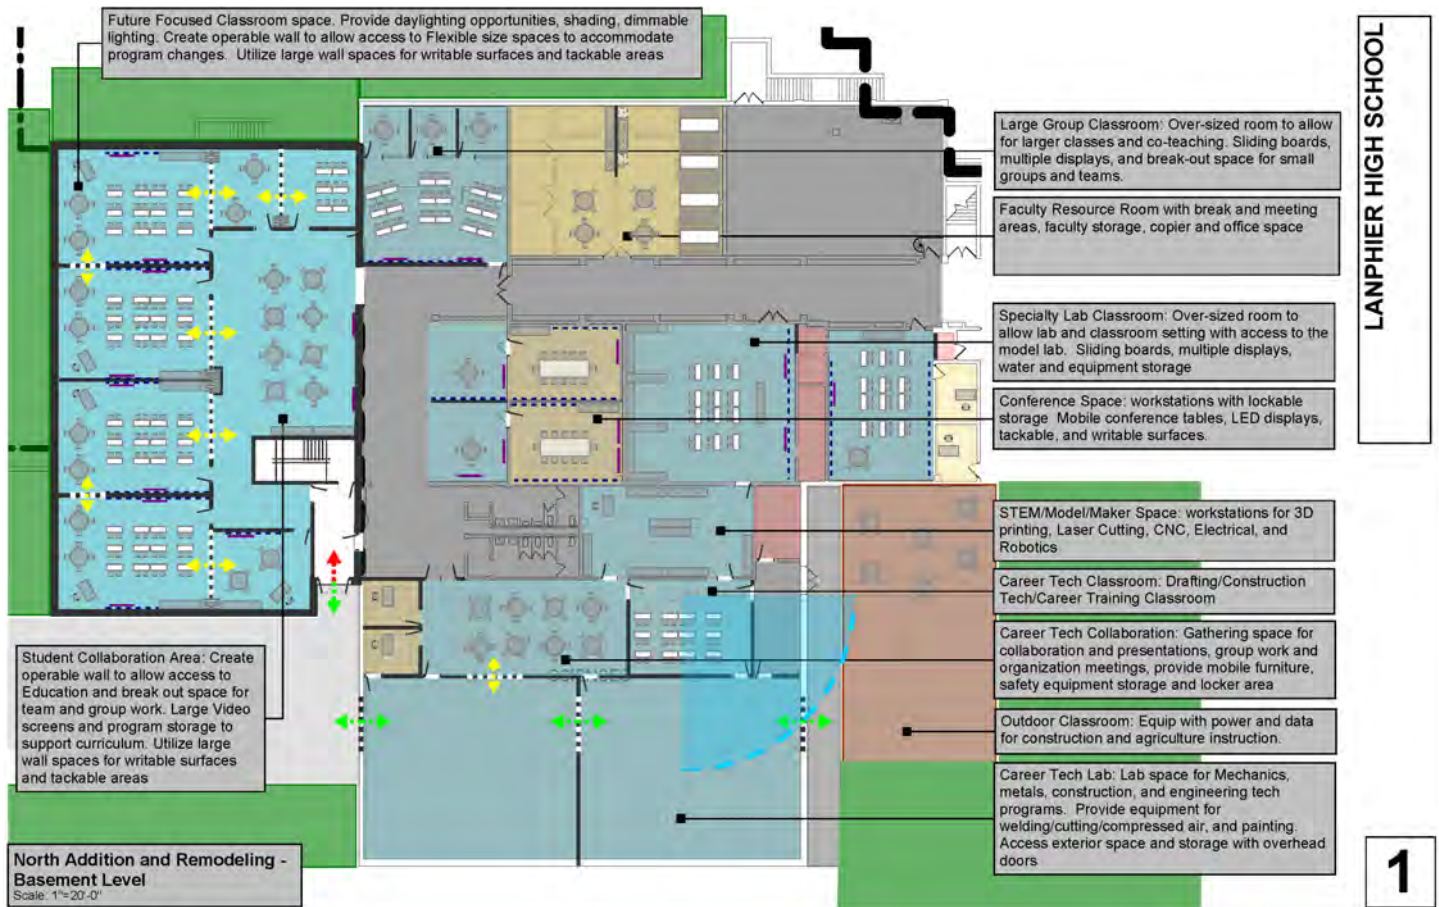 Future Focused Classroom space. Provide daylighting opportunities, shading, dimmable
lighting. Create operable wall to allow access to Flexible size spaces to accommodate
program changes. Utilize large wall spaces for writable surfaces and tackable areas
LANPHIER HIGH SCHOOL
Large Group Classroom: Over-sized room to allow
for larger classes and co-teaching. Sliding boards,
multiple displays, and break-out space for small
groups and teams.
Faculty Resource Room with break and meeting
areas, faculty storage, copier and office space
Specialty Lab Classroom: Over-sized room to
allow lab and classroom setting with access to the
model lab. Sliding boards, multiple displays,
water and equipment storage
Conference Space: workstations with lockable
storage Mobile conference tables, LED displays,
tackable, and writable surfaces.
STEM/Model/Maker Space: workstations for 3D
printing, Laser Cutting, CNC, Electrical, and
Robotics
Career Tech Classroom: Drafting/Construction
Tech/Career Training Classroom
Career Tech Collaboration: Gathering space for
collaboration and presentations, group work and
organization meetings, provide mobile furniture,
safety equipment storage and locker area
SCIENCES
Outdoor Classroom: Equip with power and data
for construction and agriculture instruction.
Career Tech Lab: Lab space for Mechanics,
metals, construction, and engineering tech
programs. Provide equipment for
welding/cutting/compressed air, and painting.
Access exterior space and storage with overhead
doors
Student Collaboration Area: Create
operable wall to allow access to
Education and break out space for
team and group work. Large Video
screens and program storage to
support curriculum. Utilize large
wall spaces for writable surfaces
and tackable areas
North Addition and Remodeling -
Basement Level
Scale: 1"=20'-0"
1